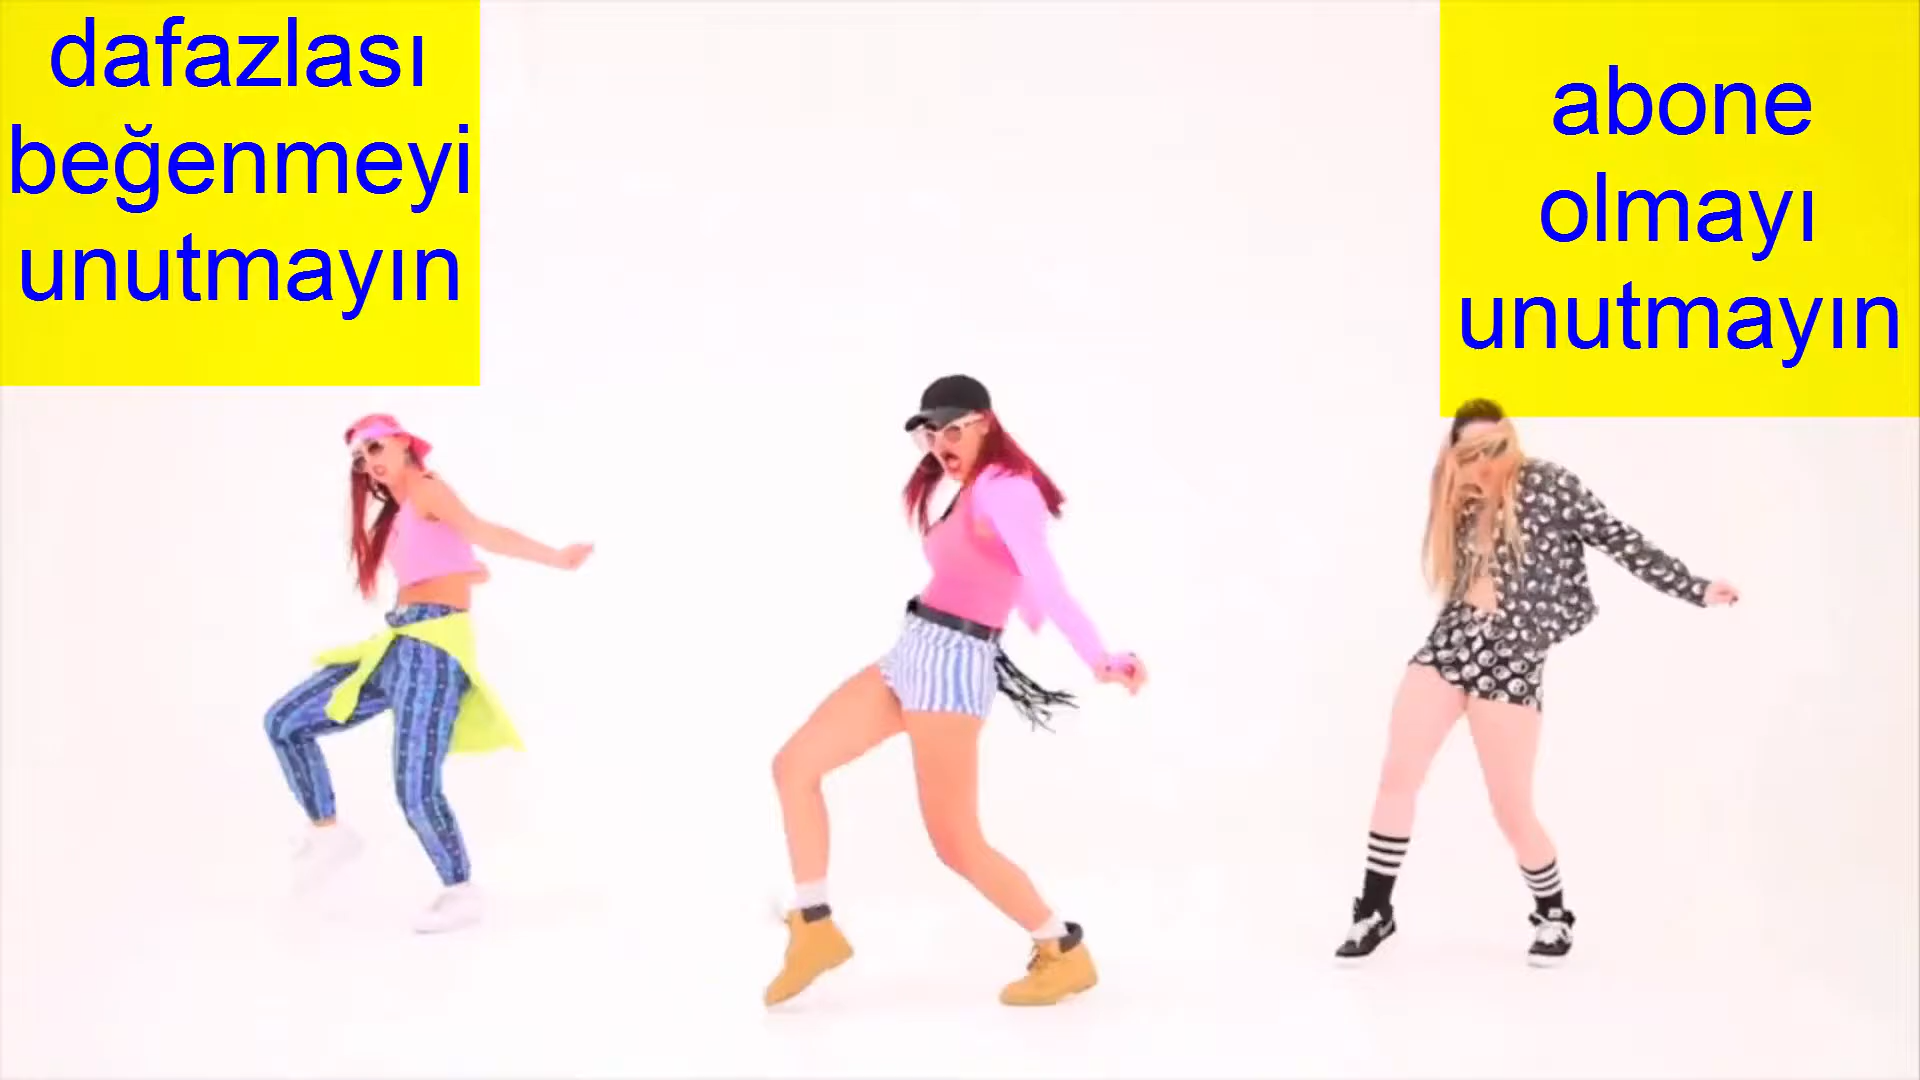 dafazlası
beğenmeyi
unutmayın
abone
olmayı
unutmayın